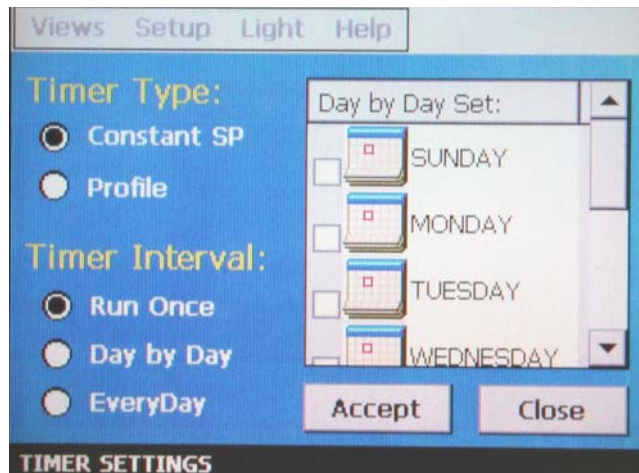 Views Setup Light Help
Timer Type:
Constant SP
Profile
Timer Interval:
Run Once
Day by Day
EveryDay
Day by Day Set:
SUNDAY
MONDAY
TUESDAY
WEDNESDAY
Accept Close
TIMER SETTINGS